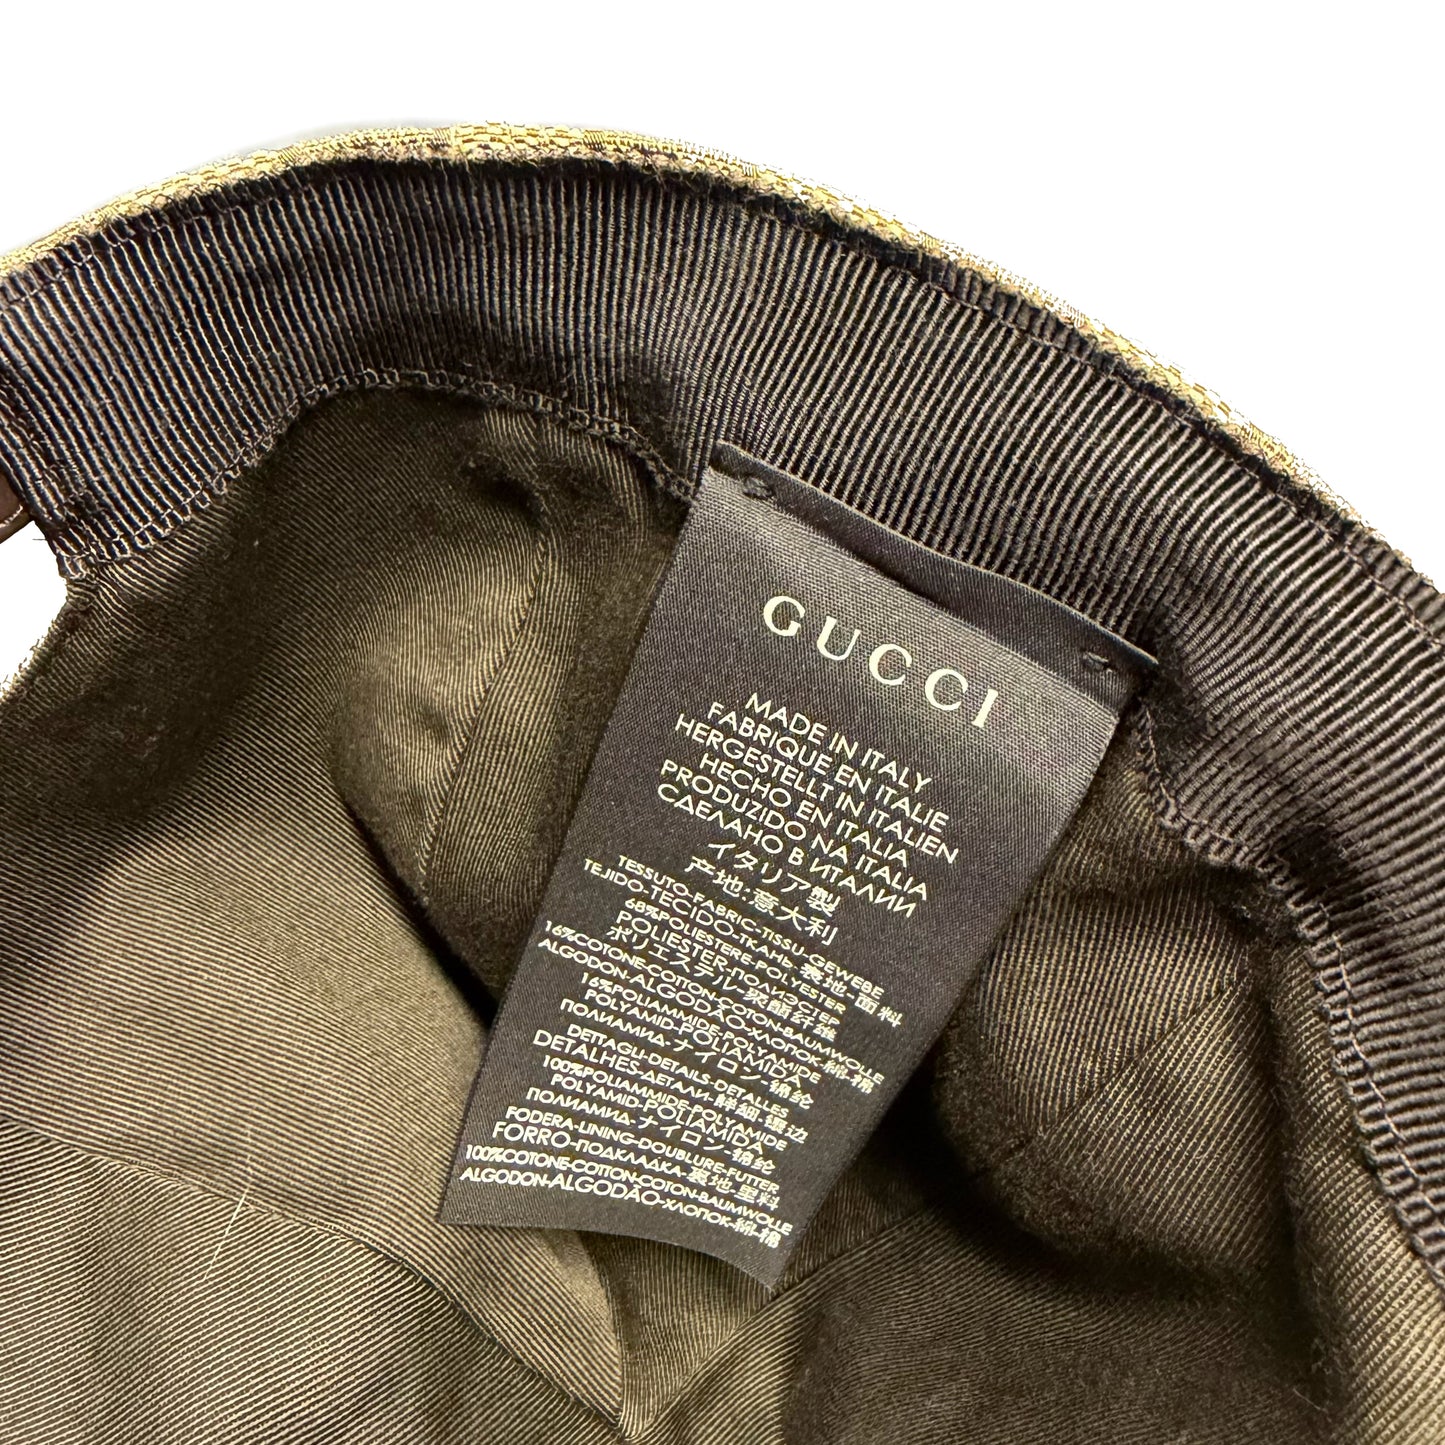 GUCCI
MADE IN ITALY
FABRIQUE EN ITALIE
HERGESTELLT IN ITALIEN
HECHO EN ITALIA
PRODUZIDO NA ITALIA
СДЕЛАНО В ИТАЛИИ
イタリア製
产地:意大利
TESSUTO-FABRIC-TISSU-GEWEBE
TEJIDO-TECIDO-ТКАНЬ-裏地-面料
68%POLIESTERE-POLYESTER
POLIESTER-ПОЛИЭСТЕР
ポリエステル-聚酯纤维
16%COTONE-COTTON-COTON-BAUMWOLLE
ALGODON-ALGODÃO-ХЛОПОК-綿-棉
16%POLIAMMIDE-POLYAMIDE
POLYAMID-POLIAMIDA
ПОЛИАМИД-ナイロン-锦纶
DETTAGLI-DETAILS-DETALLES
DETALHES-ДЕТАЛИ-詳細-镶边
100%POLIAMMIDE-POLYAMIDE
POLYAMID-POLIAMIDA
ПОЛИАМИД-ナイロン-锦纶
FODERA-LINING-DOUBLURE-FUTTER
FORRO-ПОДКЛАДКА-裏地-里料
100%COTONE-COTTON-COTON-BAUMWOLLE
ALGODON-ALGODÃO-ХЛОПОК-綿-棉